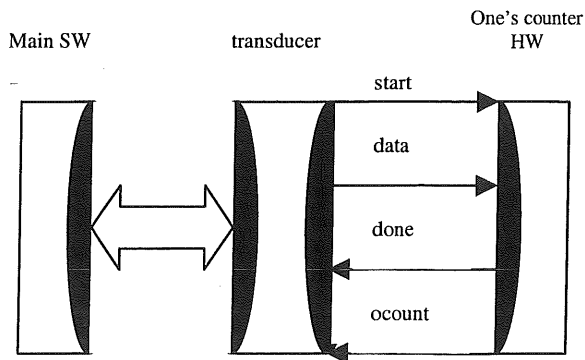 One's counter
Main SW transducer HW
start
data
done
ocount